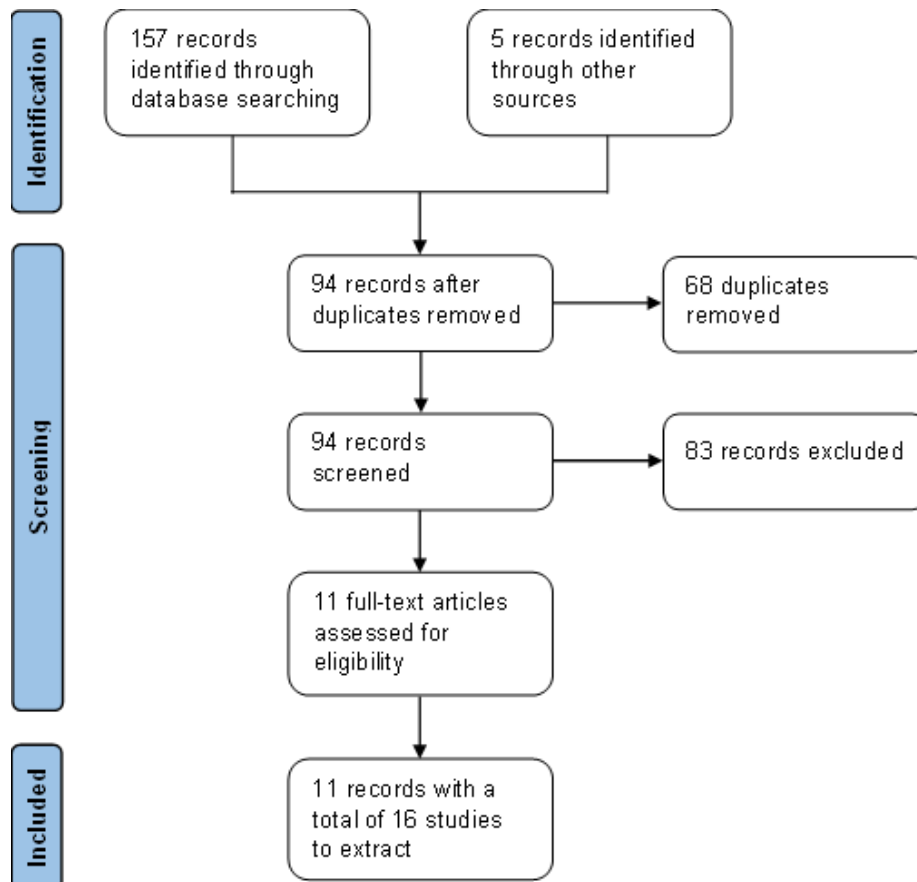 Identification
157 records
identified through
database searching
5 records identified
through other
sources
Screening
94 records after
duplicates removed
68 duplicates
removed
94 records
screened
83 records excluded
11 full-text articles
assessed for
eligibility
Included
11 records with a
total of 16 studies
to extract